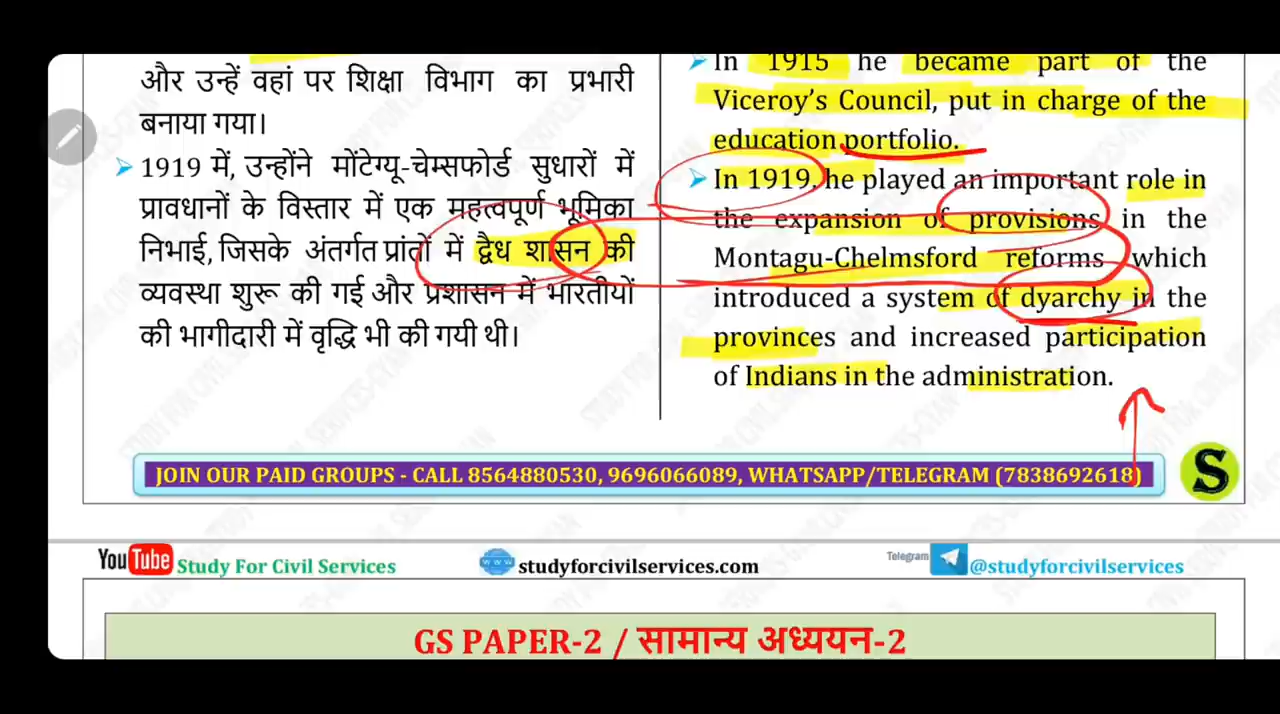 और उन्हें वहां पर शिक्षा विभाग का प्रभारी
बनाया गया।
➤ 1919 में, उन्होंने मोंटेग्यू-चेम्सफोर्ड सुधारों में
प्रावधानों के विस्तार में एक महत्वपूर्ण भूमिका
निभाई, जिसके अंतर्गत प्रांतों में द्वैध शासन की
व्यवस्था शुरू की गई और प्रशासन में भारतीयों
की भागीदारी में वृद्धि भी की गयी थी।
➤ In 1915 he became part of the
Viceroy’s Council, put in charge of the
education portfolio.
➤ In 1919, he played an important role in
the expansion of provisions in the
Montagu-Chelmsford reforms which
introduced a system of dyarchy in the
provinces and increased participation
of Indians in the administration.
JOIN OUR PAID GROUPS - CALL 8564880530, 9696066089, WHATSAPP/TELEGRAM (7838692618)
S
YouTube Study For Civil Services
www studyforcivilservices.com
Telegram @studyforcivilservices
GS PAPER-2 / सामान्य अध्ययन-2